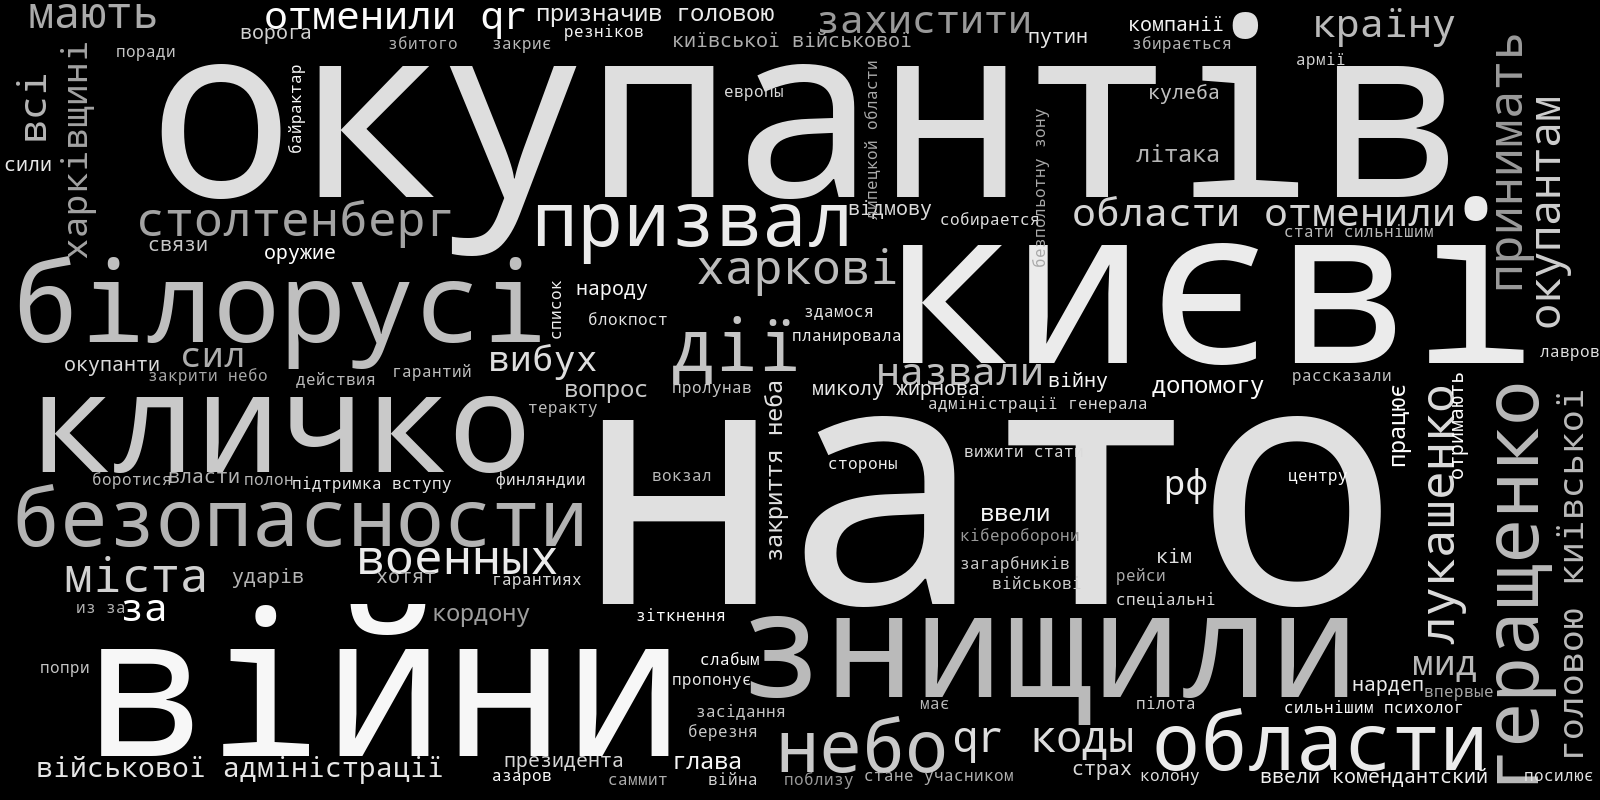 мають
отменили qr
призначив головою
захистити
компанії
країну
ворога
збитого
закриє
резніков
київської військової
путин
збирається
поради
армії
всі
харківщині
сили
окупантів
байрактар
европы
липецкой области
безпольотну зону
кулеба
літака
принимать
окупантам
столтенберг
призвал
відмову
собирается
области отменили
стати сильнішим
связи
оружие
білорусі
харкові
києві
список
народу
блокпост
здамося
планировала
дії
окупанти
сил
вибух
назвали
лавров
закрити небо
действия
гарантий
вопрос
пролунав
миколу жирнова
війну
допомогу
рассказали
кличко
теракту
закриття неба
адміністрації генерала
нато
працює
лукашенко
отримають
геращенко
головою київської
вижити стати
стороны
боротися
власти
полон
підтримка вступу
финляндии
вокзал
рф
центру
безопасности
ввели
кібероборони
военных
міста
ударів
хотят
гарантиях
загарбників
військові
кім
рейси
спеціальні
из за
за
кордону
зіткнення
війни
знищили
попри
слабым
пропонує
мид
нардеп
впервые
засідання
має
пілота
сильнішим психолог
березня
небо
qr коды
области
військової адміністрації
президента
глава
азаров
саммит
війна
поблизу
стане учасником
страх
колону
ввели комендантский
посилює